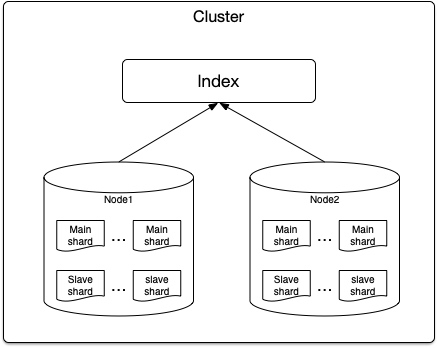 Cluster
Index
Node1
Main
shard
...
Main
shard
Slave
shard
...
slave
shard
Node2
Main
shard
...
Main
shard
Slave
shard
...
slave
shard